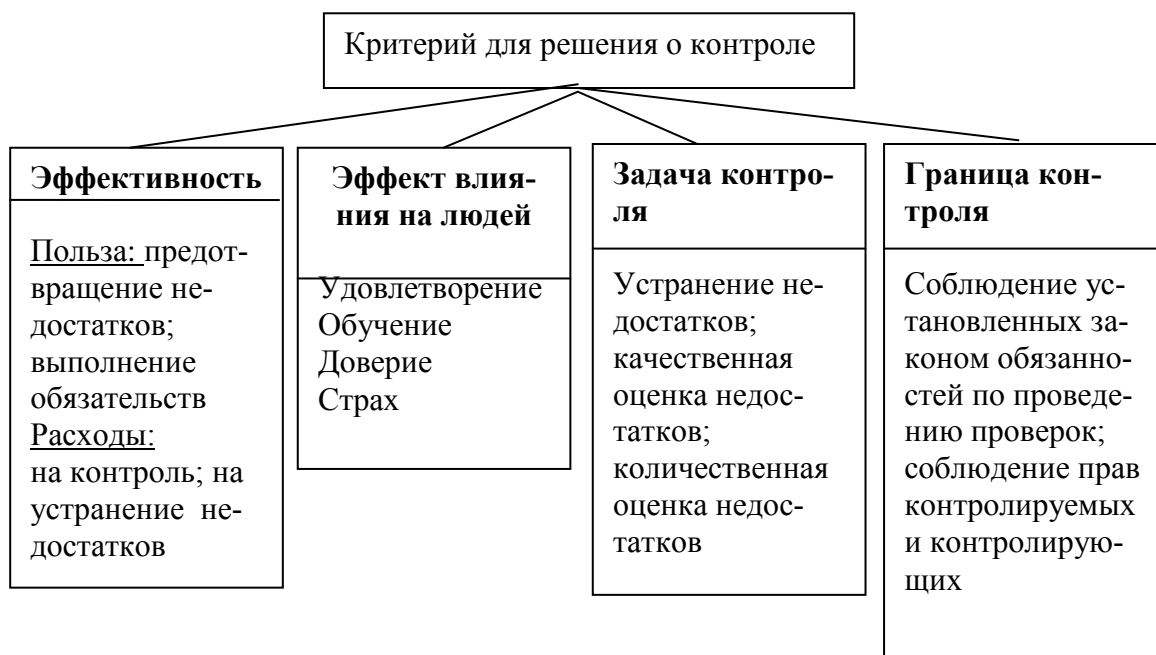 Критерий для решения о контроле
Эффективность
Польза: предот-
вращение не-
достатков;
выполнение
обязательств
Расходы:
на контроль; на
устранение не-
достатков
Эффект влия-
ния на людей
Удовлетворение
Обучение
Доверие
Страх
Задача контро-
ля
Устранение не-
достатков;
качественная
оценка недос-
татков;
количественная
оценка недос-
татков
Граница кон-
троля
Соблюдение ус-
тановленных за-
коном обязанно-
стей по проведе-
нию проверок;
соблюдение прав
контролируемых
и контролирую-
щих